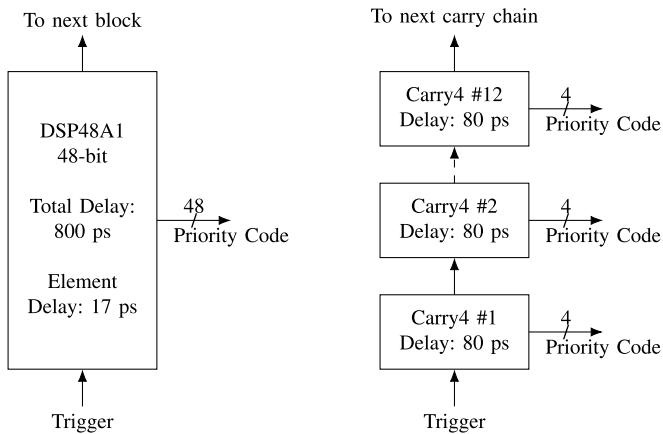 To next block
DSP48A1
48-bit
Total Delay:
800 ps
Element
Delay: 17 ps
48
Priority Code
Trigger
To next carry chain
Carry4 #12
Delay: 80 ps
4
Priority Code
Carry4 #2
Delay: 80 ps
4
Priority Code
Carry4 #1
Delay: 80 ps
4
Priority Code
Trigger